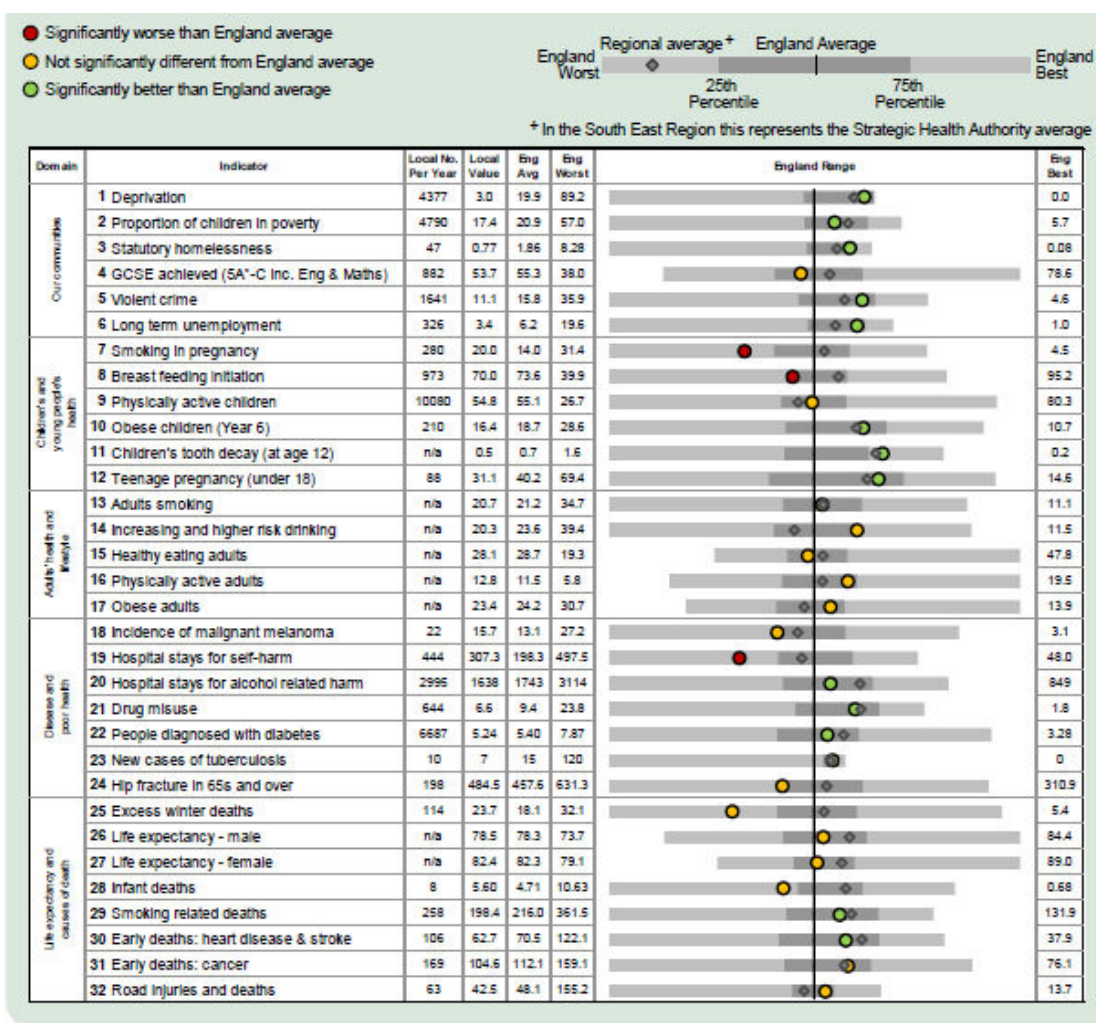 Significantly worse than England average
Not significantly different from England average
Significantly better than England average
Regional average+ England Average
England Worst
England Best
25th Percentile
75th Percentile
+ In the South East Region this represents the Strategic Health Authority average
Domain Indicator Local No. Per Year Local Value Eng Avg Eng Worst England Range Eng Best
Our communities
1 Deprivation 4377 3.0 19.9 89.2 0.0
2 Proportion of children in poverty 4790 17.4 20.9 57.0 5.7
3 Statutory homelessness 47 0.77 1.86 8.28 0.08
4 GCSE achieved (5A*-C inc. Eng & Maths) 882 53.7 55.3 38.0 78.6
5 Violent crime 1641 11.1 15.8 35.9 4.6
6 Long term unemployment 326 3.4 6.2 19.6 1.0
Children's and young people's health
7 Smoking in pregnancy 280 20.0 14.0 31.4 4.5
8 Breast feeding initiation 973 70.0 73.6 39.9 95.2
9 Physically active children 10080 54.8 55.1 26.7 80.3
10 Obese children (Year 6) 210 16.4 18.7 28.6 10.7
11 Children's tooth decay (at age 12) n/a 0.5 0.7 1.6 0.2
12 Teenage pregnancy (under 18) 88 31.1 40.2 69.4 14.6
Adults' health and lifestyle
13 Adults smoking n/a 20.7 21.2 34.7 11.1
14 Increasing and higher risk drinking n/a 20.3 23.6 39.4 11.5
15 Healthy eating adults n/a 28.1 28.7 19.3 47.8
16 Physically active adults n/a 12.8 11.5 5.8 19.5
17 Obese adults n/a 23.4 24.2 30.7 13.9
Disease and poor health
18 Incidence of malignant melanoma 22 15.7 13.1 27.2 3.1
19 Hospital stays for self-harm 444 307.3 198.3 497.5 48.0
20 Hospital stays for alcohol related harm 2995 1638 1743 3114 849
21 Drug misuse 644 6.6 9.4 23.8 1.8
22 People diagnosed with diabetes 6687 5.24 5.40 7.87 3.28
23 New cases of tuberculosis 10 7 15 120 0
24 Hip fracture in 65s and over 198 484.5 457.6 631.3 310.9
Life expectancy and causes of death
25 Excess winter deaths 114 23.7 18.1 32.1 5.4
26 Life expectancy - male n/a 78.5 78.3 73.7 84.4
27 Life expectancy - female n/a 82.4 82.3 79.1 89.0
28 Infant deaths 8 5.60 4.71 10.63 0.68
29 Smoking related deaths 258 198.4 216.0 361.5 131.9
30 Early deaths: heart disease & stroke 106 62.7 70.5 122.1 37.9
31 Early deaths: cancer 169 104.6 112.1 159.1 76.1
32 Road injuries and deaths 63 42.5 48.1 155.2 13.7